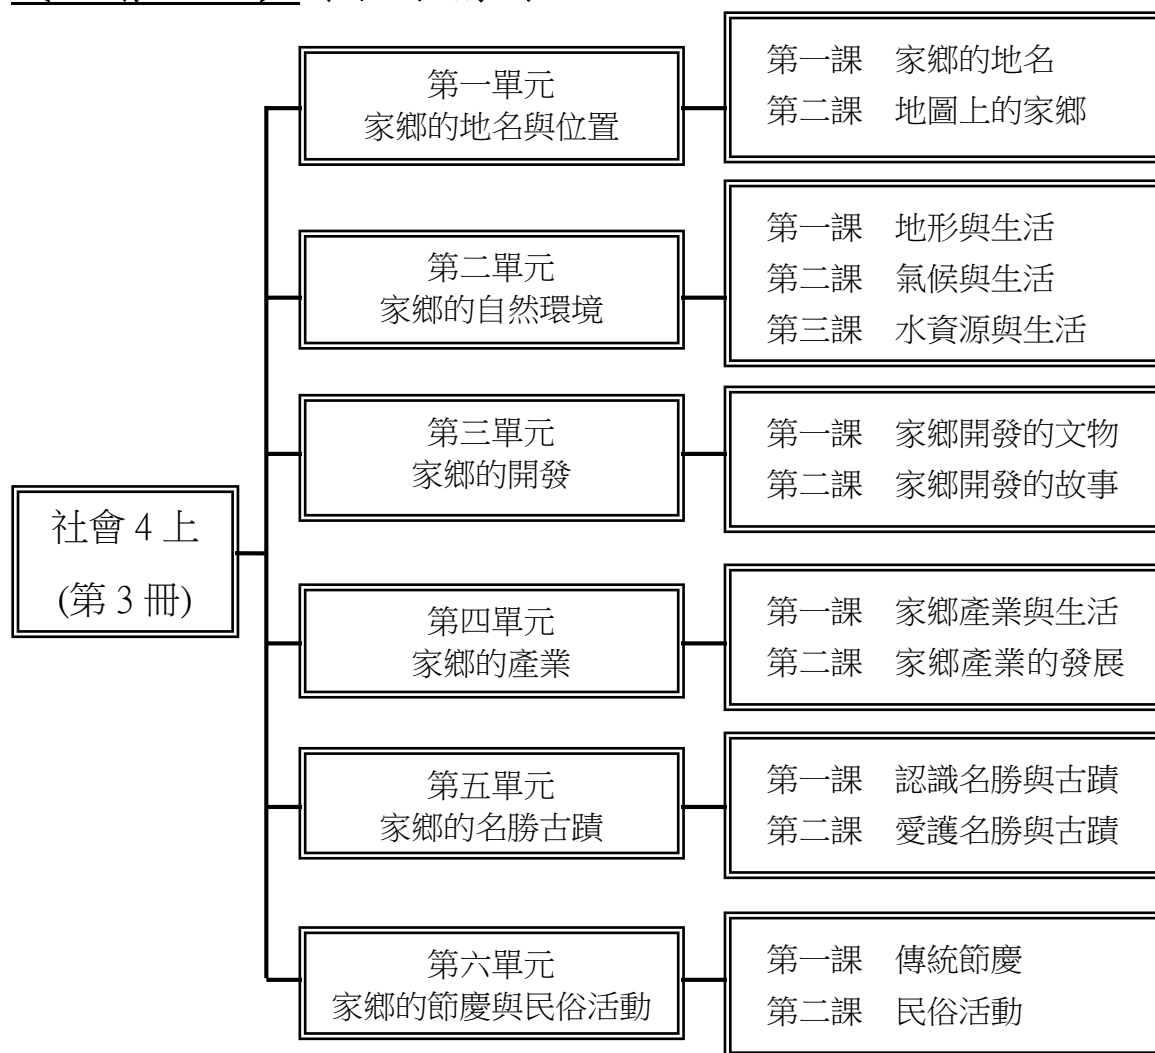 社會 4 上
(第 3 冊)
第一單元
家鄉的地名與位置
第一課　家鄉的地名
第二課　地圖上的家鄉
第二單元
家鄉的自然環境
第一課　地形與生活
第二課　氣候與生活
第三課　水資源與生活
第三單元
家鄉的開發
第一課　家鄉開發的文物
第二課　家鄉開發的故事
第四單元
家鄉的產業
第一課　家鄉產業與生活
第二課　家鄉產業的發展
第五單元
家鄉的名勝古蹟
第一課　認識名勝與古蹟
第二課　愛護名勝與古蹟
第六單元
家鄉的節慶與民俗活動
第一課　傳統節慶
第二課　民俗活動